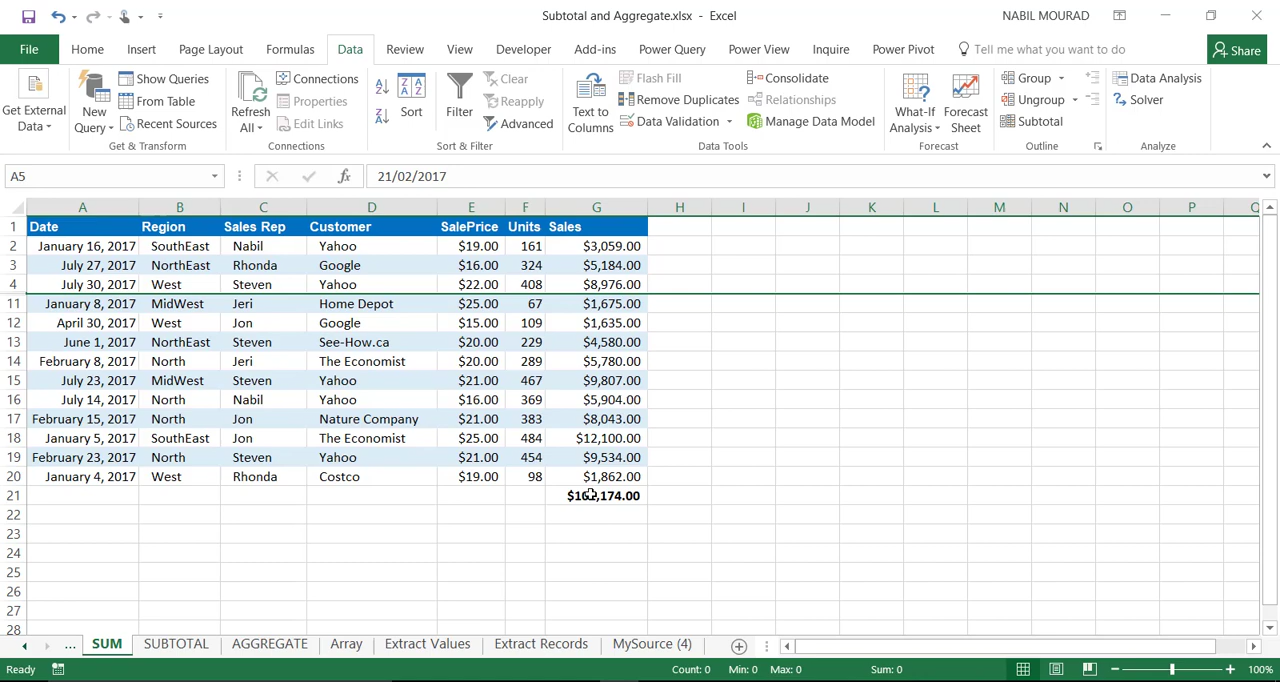 Subtotal and Aggregate.xlsx - Excel
NABIL MOURAD
File Home Insert Page Layout Formulas Data Review View Developer Add-ins Power Query Power View Inquire Power Pivot Tell me what you want to do Share
Get External Data
New Query
Show Queries
From Table
Recent Sources
Get & Transform
Refresh All
Connections
Properties
Edit Links
Connections
Sort
Filter
Clear
Reapply
Advanced
Sort & Filter
Text to Columns
Flash Fill
Remove Duplicates
Data Validation
Consolidate
Relationships
Manage Data Model
Data Tools
What-If Analysis
Forecast Sheet
Forecast
Group
Ungroup
Subtotal
Outline
Data Analysis
Solver
Analyze
A5 fx 21/02/2017
A B C D E F G H I J K L M N O P Q
1 Date Region Sales Rep Customer SalePrice Units Sales
2 January 16, 2017 SouthEast Nabil Yahoo $19.00 161 $3,059.00
3 July 27, 2017 NorthEast Rhonda Google $16.00 324 $5,184.00
4 July 30, 2017 West Steven Yahoo $22.00 408 $8,976.00
11 January 8, 2017 MidWest Jeri Home Depot $25.00 67 $1,675.00
12 April 30, 2017 West Jon Google $15.00 109 $1,635.00
13 June 1, 2017 NorthEast Steven See-How.ca $20.00 229 $4,580.00
14 February 8, 2017 North Jeri The Economist $20.00 289 $5,780.00
15 July 23, 2017 MidWest Steven Yahoo $21.00 467 $9,807.00
16 July 14, 2017 North Nabil Yahoo $16.00 369 $5,904.00
17 February 15, 2017 North Jon Nature Company $21.00 383 $8,043.00
18 January 5, 2017 SouthEast Jon The Economist $25.00 484 $12,100.00
19 February 23, 2017 North Steven Yahoo $21.00 454 $9,534.00
20 January 4, 2017 West Rhonda Costco $19.00 98 $1,862.00
21
22
23
24
25
26
27
28
... SUM SUBTOTAL AGGREGATE Array Extract Values Extract Records MySource (4)
Ready Count: 0 Min: 0 Max: 0 Sum: 0 100%